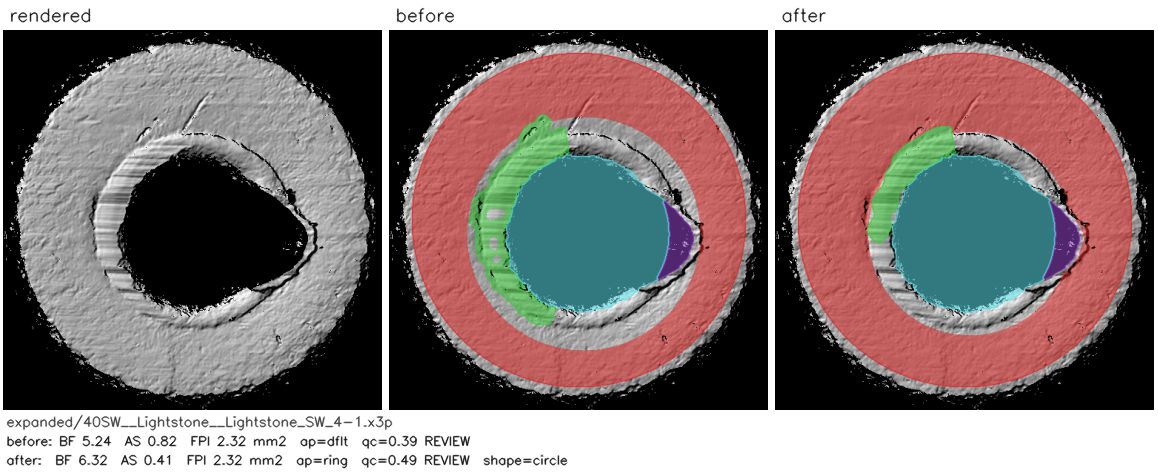 rendered
before
after
expanded/40SW__Lightstone__Lightstone_SW_4-1.x3p
before: BF 5.24 AS 0.82 FPI 2.32 mm2 ap=dflt qc=0.39 REVIEW
after: BF 6.32 AS 0.41 FPI 2.32 mm2 ap=ring qc=0.49 REVIEW shape=circle